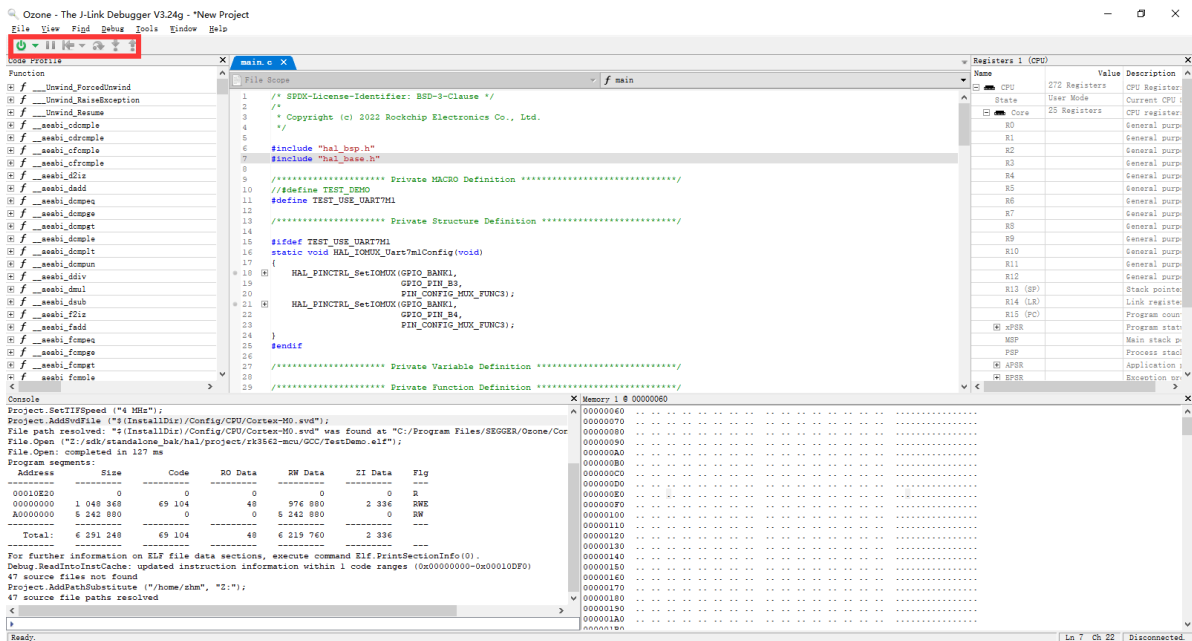 Ozone - The J-Link Debugger V3.24g - *New Project
File View Find Debug Tools Window Help
Code Profile
Function
f ___Unwind_ForcedUnwind
f ___Unwind_RaiseException
f ___Unwind_Resume
f __aeabi_cdcmple
f __aeabi_cdrcmple
f __aeabi_cfcmple
f __aeabi_cfrcmple
f __aeabi_d2iz
f __aeabi_dadd
f __aeabi_dcmpeq
f __aeabi_dcmpge
f __aeabi_dcmpgt
f __aeabi_dcmple
f __aeabi_dcmplt
f __aeabi_dcmpun
f __aeabi_ddiv
f __aeabi_dmul
f __aeabi_dsub
f __aeabi_f2iz
f __aeabi_fadd
f __aeabi_fcmpeq
f __aeabi_fcmpge
f __aeabi_fcmpgt
f __aeabi_fcmple
main.c
File Scope
f main
1 /* SPDX-License-Identifier: BSD-3-Clause */
2 /*
3 * Copyright (c) 2022 Rockchip Electronics Co., Ltd.
4 */
5
6 #include "hal_bsp.h"
7 #include "hal_base.h"
8
9 /********************* Private MACRO Definition ******************************/
10 //#define TEST_DEMO
11 #define TEST_USE_UART7M1
12
13 /********************* Private Structure Definition **************************/
14
15 #ifdef TEST_USE_UART7M1
16 static void HAL_IOMUX_Uart7m1Config(void)
17 {
18 HAL_PINCTRL_SetIOMUX(GPIO_BANK1,
19 GPIO_PIN_B3,
20 PIN_CONFIG_MUX_FUNC3);
21 HAL_PINCTRL_SetIOMUX(GPIO_BANK1,
22 GPIO_PIN_B4,
23 PIN_CONFIG_MUX_FUNC3);
24 }
25 #endif
26
27 /********************* Private Variable Definition ***************************/
28
29 /********************* Private Function Definition ***************************/
Registers 1 (CPU)
Name Value Description
CPU 272 Registers CPU Register
State User Mode Current CPU
Core 25 Registers CPU register
R0 General purp
R1 General purp
R2 General purp
R3 General purp
R4 General purp
R5 General purp
R6 General purp
R7 General purp
R8 General purp
R9 General purp
R10 General purp
R11 General purp
R12 General purp
R13 (SP) Stack pointe
R14 (LR) Link registe
R15 (PC) Program coun
xPSR Program stat
MSP Main stack p
PSP Process stac
APSR Application
EPSR Exception pr
Console
Project.SetTIFSpeed ("4 MHz");
Project.AddSvdFile ("$(InstallDir)/Config/CPU/Cortex-M0.svd");
File path resolved: "$(InstallDir)/Config/CPU/Cortex-M0.svd" was found at "C:/Program Files/SEGGER/Ozone/Con
File.Open ("Z:/sdk/standalone_bak/hal/project/rk3562-mcu/GCC/TestDemo.elf");
File.Open: completed in 127 ms
Program segments:
Address Size Code RO Data RW Data ZI Data Flg
--------- --------- --------- --------- --------- --------- ---
00010E20 0 0 0 0 0 R
00000000 1 048 368 69 104 48 976 880 2 336 RWE
A0000000 5 242 880 0 0 5 242 880 0 RW
--------- --------- --------- --------- --------- --------- ---
Total: 6 291 248 69 104 48 6 219 760 2 336
--------- --------- --------- --------- --------- --------- ---
For further information on ELF file data sections, execute command Elf.PrintSectionInfo(0).
Debug.ReadIntoInstCache: updated instruction information within 1 code ranges (0x00000000-0x00010DF0)
47 source files not found
Project.AddPathSubstitute ("/home/zhm", "Z:");
47 source file paths resolved
Memory 1 @ 00000060
00000060 .. .. .. .. .. .. .. .. .. .. .. .. .. .. .. .. ................
00000070 .. .. .. .. .. .. .. .. .. .. .. .. .. .. .. .. ................
00000080 .. .. .. .. .. .. .. .. .. .. .. .. .. .. .. .. ................
00000090 .. .. .. .. .. .. .. .. .. .. .. .. .. .. .. .. ................
000000A0 .. .. .. .. .. .. .. .. .. .. .. .. .. .. .. .. ................
000000B0 .. .. .. .. .. .. .. .. .. .. .. .. .. .. .. .. ................
000000C0 .. .. .. .. .. .. .. .. .. .. .. .. .. .. .. .. ................
000000D0 .. .. .. .. .. .. .. .. .. .. .. .. .. .. .. .. ................
000000E0 .. .. .. .. .. .. .. .. .. .. .. .. .. .. .. .. ................
000000F0 .. .. .. .. .. .. .. .. .. .. .. .. .. .. .. .. ................
00000100 .. .. .. .. .. .. .. .. .. .. .. .. .. .. .. .. ................
00000110 .. .. .. .. .. .. .. .. .. .. .. .. .. .. .. .. ................
00000120 .. .. .. .. .. .. .. .. .. .. .. .. .. .. .. .. ................
00000130 .. .. .. .. .. .. .. .. .. .. .. .. .. .. .. .. ................
00000140 .. .. .. .. .. .. .. .. .. .. .. .. .. .. .. .. ................
00000150 .. .. .. .. .. .. .. .. .. .. .. .. .. .. .. .. ................
00000160 .. .. .. .. .. .. .. .. .. .. .. .. .. .. .. .. ................
00000170 .. .. .. .. .. .. .. .. .. .. .. .. .. .. .. .. ................
00000180 .. .. .. .. .. .. .. .. .. .. .. .. .. .. .. .. ................
00000190 .. .. .. .. .. .. .. .. .. .. .. .. .. .. .. .. ................
000001A0 .. .. .. .. .. .. .. .. .. .. .. .. .. .. .. .. ................
000001B0 .. .. .. .. .. .. .. .. .. .. .. .. .. .. .. .. ................
Ready.
Ln 7 Ch 22 Disconnected.